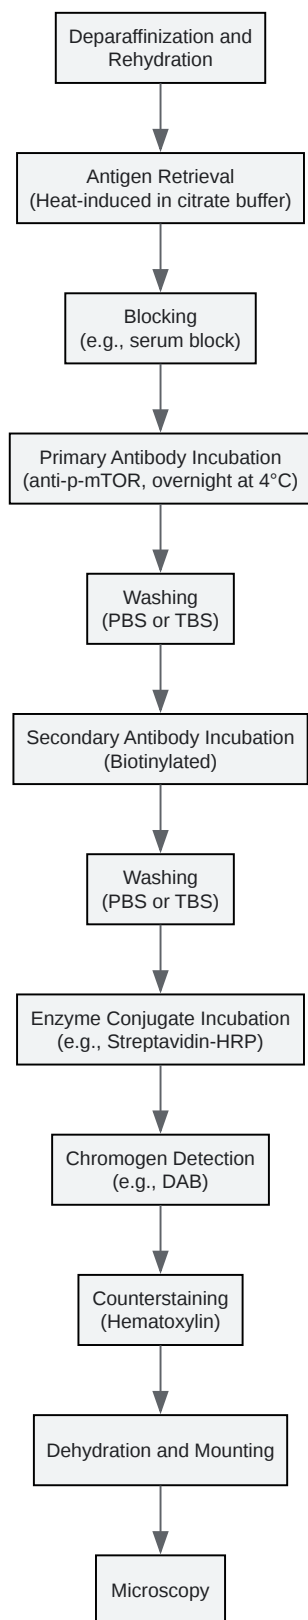 Deparaffinization and
Rehydration
Antigen Retrieval
(Heat-induced in citrate buffer)
Blocking
(e.g., serum block)
Primary Antibody Incubation
(anti-p-mTOR, overnight at 4°C)
Washing
(PBS or TBS)
Secondary Antibody Incubation
(Biotinylated)
Washing
(PBS or TBS)
Enzyme Conjugate Incubation
(e.g., Streptavidin-HRP)
Chromogen Detection
(e.g., DAB)
Counterstaining
(Hematoxylin)
Dehydration and Mounting
Microscopy